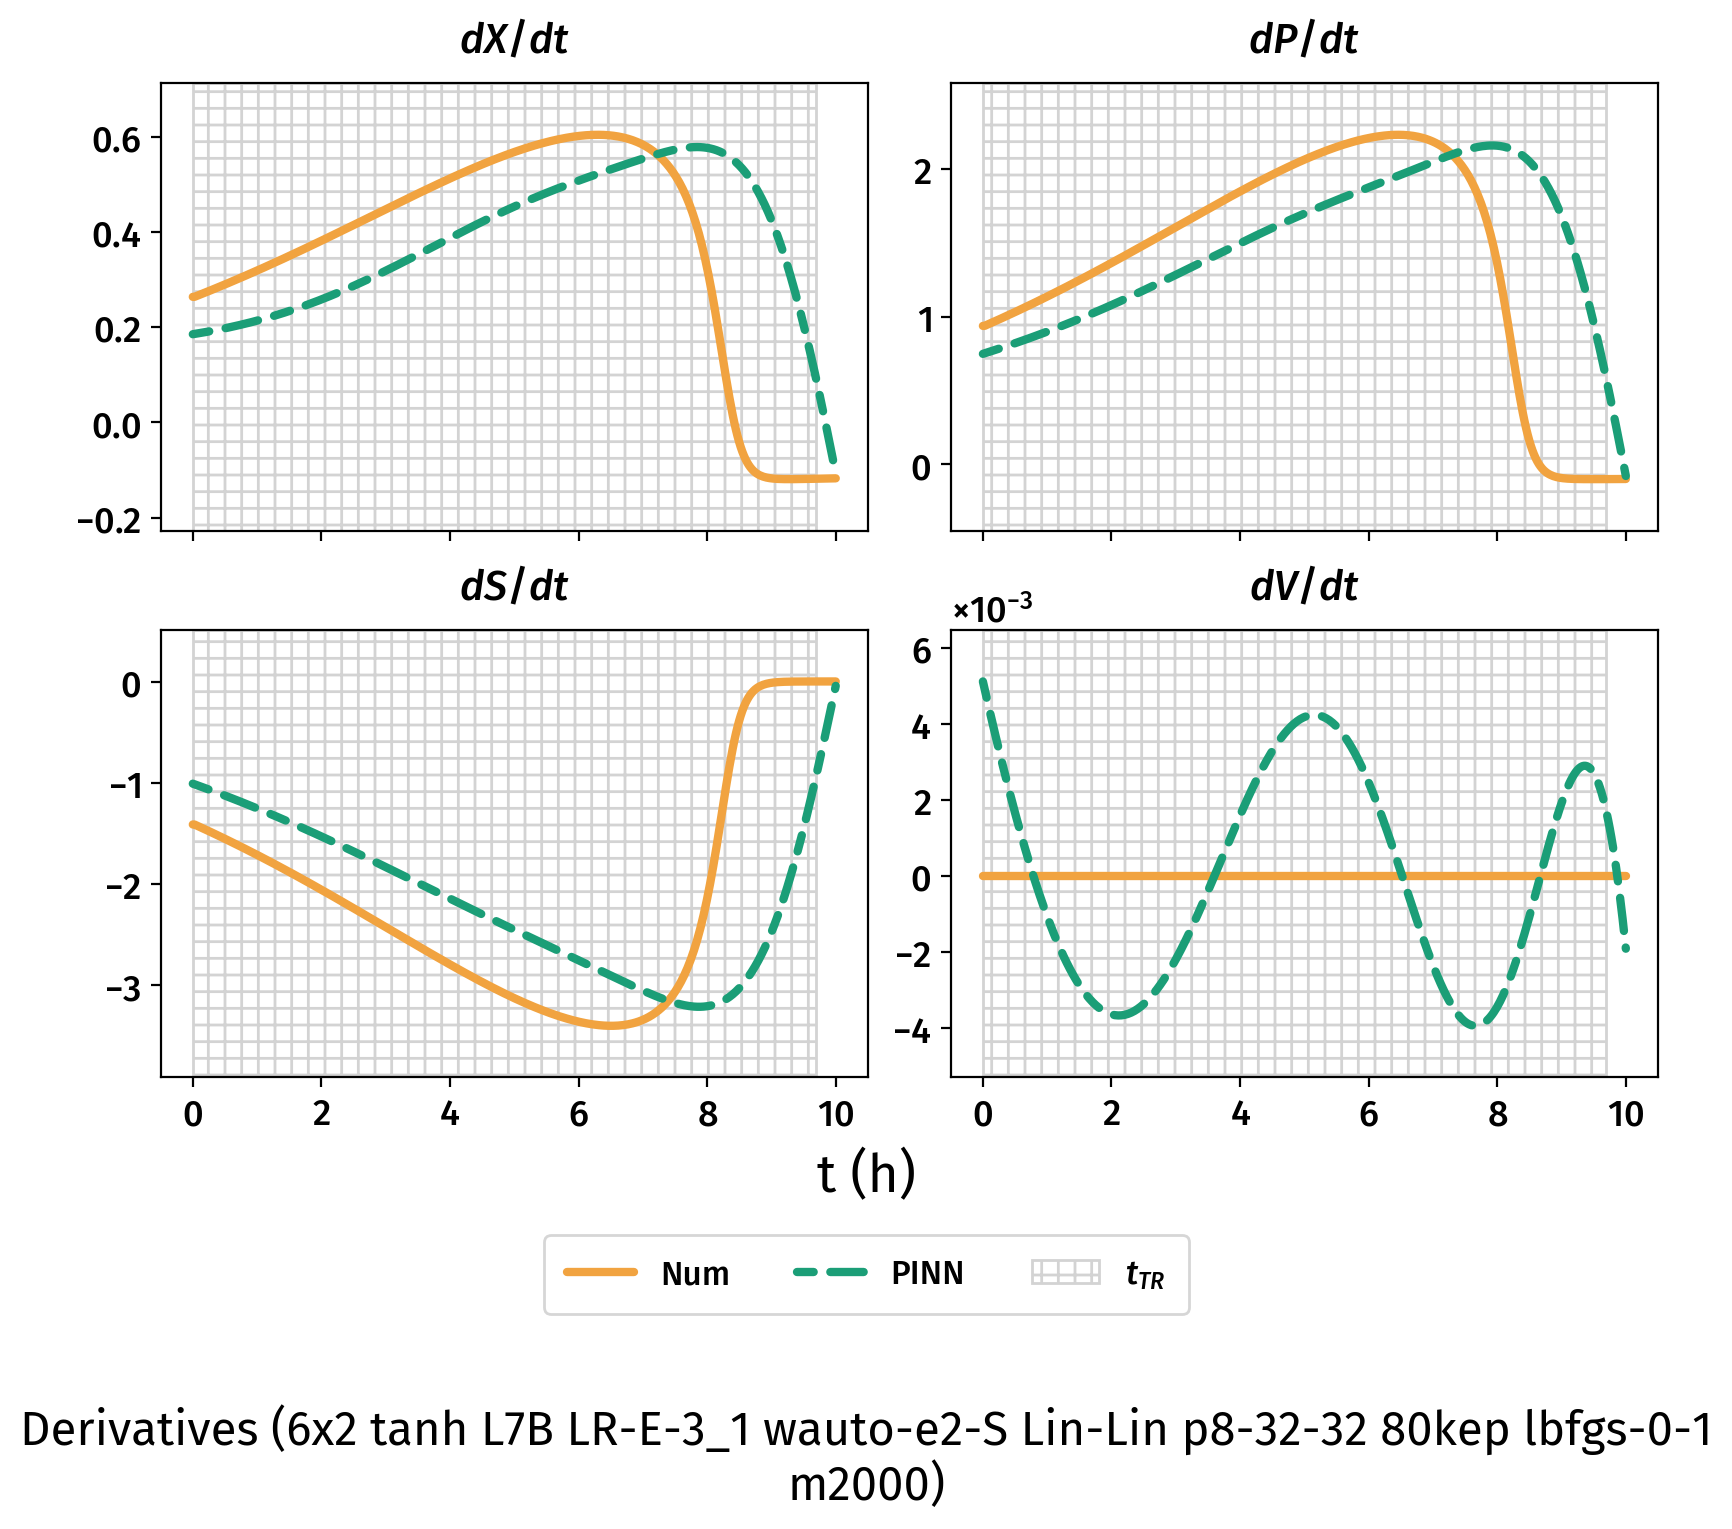 dX/dt
dP/dt
0.6
0.4
0.2
0.0
−0.2
2
1
0
dS/dt
dV/dt
×10⁻³
0
−1
−2
−3
6
4
2
0
−2
−4
0 2 4 6 8 10
0 2 4 6 8 10
t (h)
Num PINN t_TR
Derivatives (6x2 tanh L7B LR-E-3_1 wauto-e2-S Lin-Lin p8-32-32 80kep lbfgs-0-1
m2000)